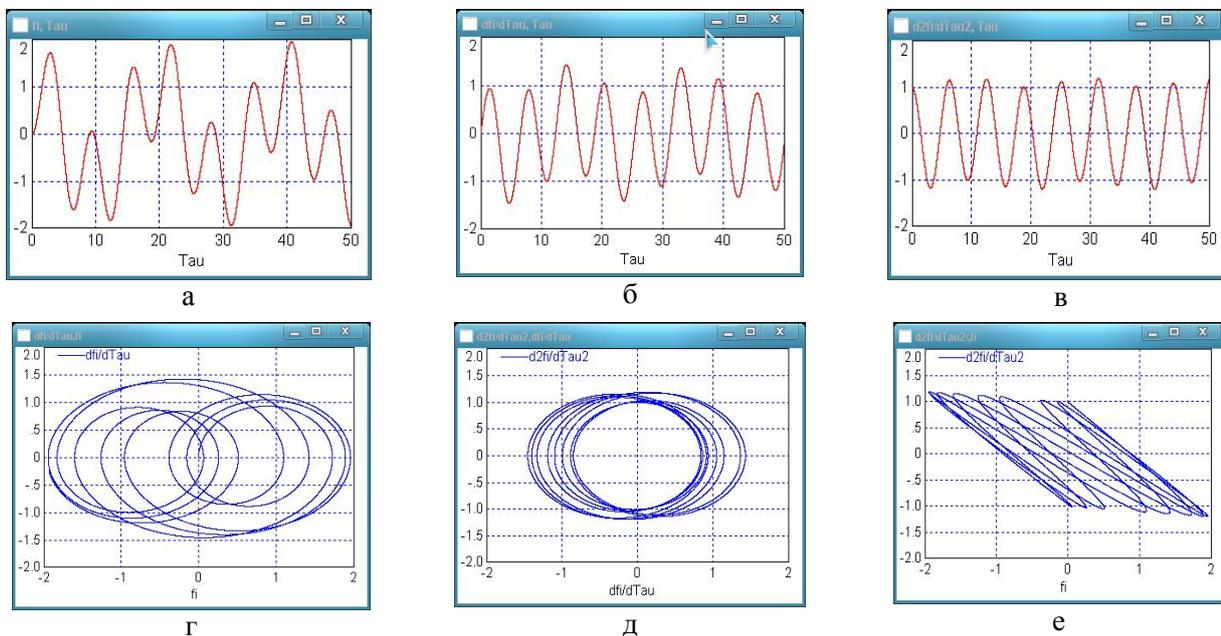 fi, Tau
2
1
0
-1
-2
0 10 20 30 40 50
Tau
а
dfi/dTau, Tau
2
1
0
-1
-2
0 10 20 30 40 50
Tau
б
d2fi/dTau2, Tau
2
1
0
-1
-2
0 10 20 30 40 50
Tau
в
dfi/dTau,fi
dfi/dTau
2.0
1.5
1.0
.5
0
-.5
-1.0
-1.5
-2.0
-2 -1 0 1 2
fi
г
d2fi/dTau2,dfi/dTau
d2fi/dTau2
2.0
1.5
1.0
.5
0
-.5
-1.0
-1.5
-2.0
-2 -1 0 1 2
dfi/dTau
д
d2fi/dTau2,fi
d2fi/dTau2
2.0
1.5
1.0
.5
0
-.5
-1.0
-1.5
-2.0
-2 -1 0 1 2
fi
е